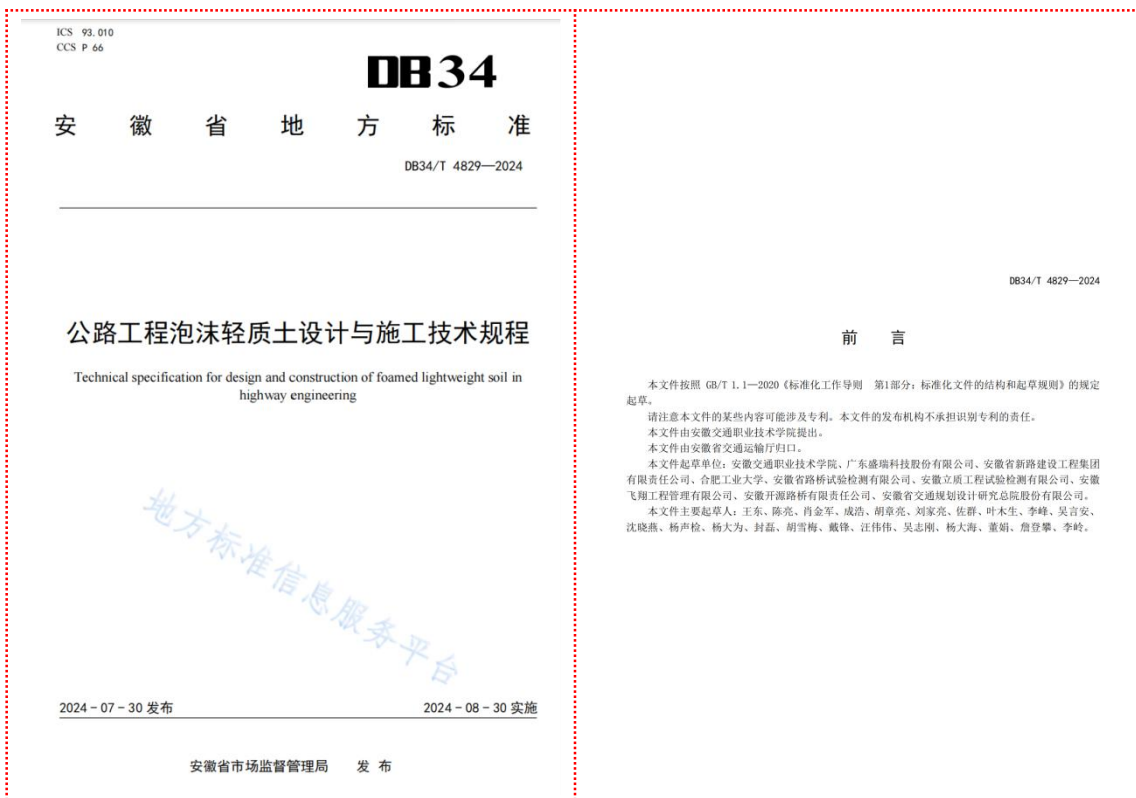 ICS 93.010
CCS P 66
DB34
安徽省地方标准
DB34/T 4829—2024
公路工程泡沫轻质土设计与施工技术规程
Technical specification for design and construction of foamed lightweight soil in
highway engineering
地方标准信息服务平台
2024-07-30 发布
2024-08-30 实施
安徽省市场监督管理局 发 布
DB34/T 4829—2024
前 言
本文件按照 GB/T 1.1—2020《标准化工作导则 第1部分：标准化文件的结构和起草规则》的规定
起草。
请注意本文件的某些内容可能涉及专利。本文件的发布机构不承担识别专利的责任。
本文件由安徽交通职业技术学院提出。
本文件由安徽省交通运输厅归口。
本文件起草单位：安徽交通职业技术学院、广东盛瑞科技股份有限公司、安徽省新路建设工程集团
有限责任公司、合肥工业大学、安徽省路桥试验检测有限公司、安徽立质工程试验检测有限公司、安徽
飞翔工程管理有限公司、安徽开源路桥有限责任公司、安徽省交通规划设计研究总院股份有限公司。
本文件主要起草人：王东、陈亮、肖金军、成浩、胡章亮、刘家亮、佐群、叶木生、李峰、吴言安、
沈晓燕、杨声检、杨大为、封磊、胡雪梅、戴锋、汪伟伟、吴志刚、杨大海、董娟、詹登攀、李岭。